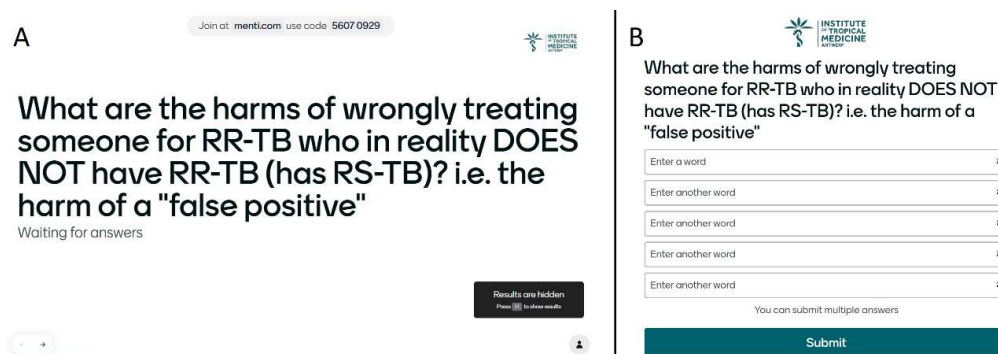 A
Join at menti.com use code 5607 0929
INSTITUTE
OF TROPICAL
MEDICINE
ANTWERP
What are the harms of wrongly treating
someone for RR-TB who in reality DOES
NOT have RR-TB (has RS-TB)? i.e. the
harm of a "false positive"
Waiting for answers
Results are hidden
Press H to show results
B
INSTITUTE
OF TROPICAL
MEDICINE
ANTWERP
What are the harms of wrongly treating
someone for RR-TB who in reality DOES NOT
have RR-TB (has RS-TB)? i.e. the harm of a
"false positive"
Enter a word
Enter another word
Enter another word
Enter another word
Enter another word
You can submit multiple answers
Submit